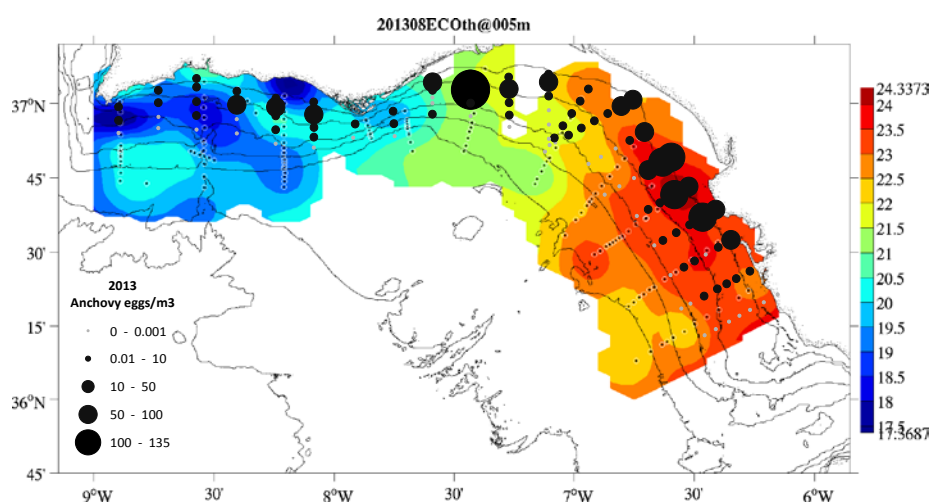 201308ECOth@005m
37°N
45'
30'
15'
36°N
45'
9°W
30'
8°W
30'
7°W
30'
6°W
2013
Anchovy eggs/m3
0 - 0.001
0.01 - 10
10 - 50
50 - 100
100 - 135
24.3373
24
23.5
23
22.5
22
21.5
21
20.5
20
19.5
19
18.5
18
17.5
17.3687